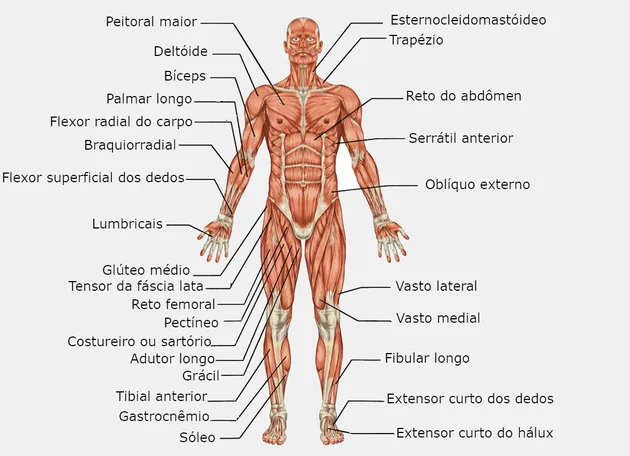 Peitoral maior
Deltóide
Bíceps
Palmar longo
Flexor radial do carpo
Braquiorradial
Flexor superficial dos dedos
Lumbricais
Glúteo médio
Tensor da fáscia lata
Reto femoral
Pectíneo
Costureiro ou sartório
Adutor longo
Grácil
Tibial anterior
Gastrocnêmio
Sóleo
Esternocleidomastóideo
Trapézio
Reto do abdômen
Serrátil anterior
Oblíquo externo
Vasto lateral
Vasto medial
Fibular longo
Extensor curto dos dedos
Extensor curto do hálux